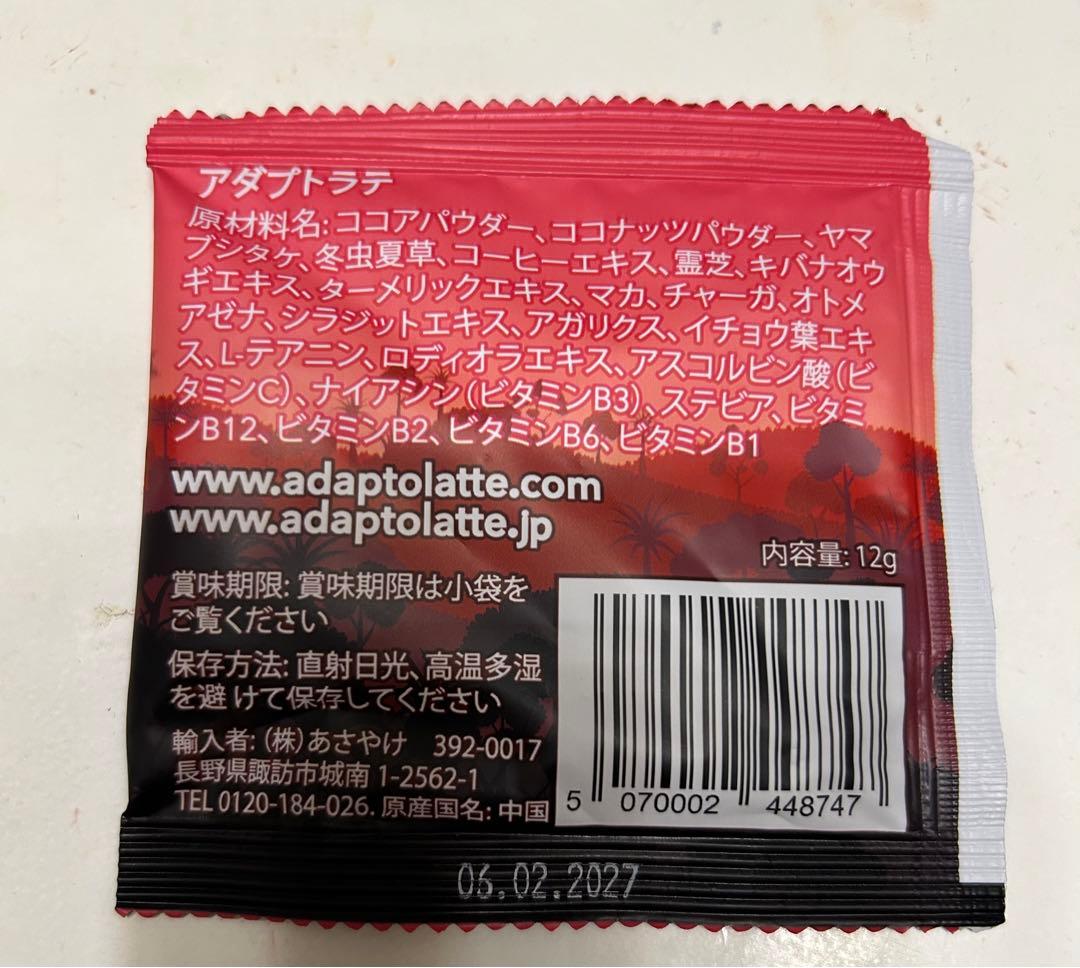 アダプトラテ
原材料名: ココアパウダー、ココナッツパウダー、ヤマ
ブシタケ、冬虫夏草、コーヒーエキス、霊芝、キバナオウ
ギエキス、ターメリックエキス、マカ、チャーガ、オトメ
アゼナ、シラジットエキス、アガリクス、イチョウ葉エキ
ス、L-テアニン、ロディオラエキス、アスコルビン酸（ビ
タミンC）、ナイアシン（ビタミンB3）、ステビア、ビタミ
ンB12、ビタミンB2、ビタミンB6、ビタミンB1
www.adaptolatte.com
www.adaptolatte.jp
内容量: 12g
賞味期限: 賞味期限は小袋を
ご覧ください
保存方法: 直射日光、高温多湿
を避けて保存してください
輸入者:（株）あさやけ 392-0017
長野県諏訪市城南 1-2562-1
TEL 0120-184-026. 原産国名: 中国
5 070002 448747
06.02.2027